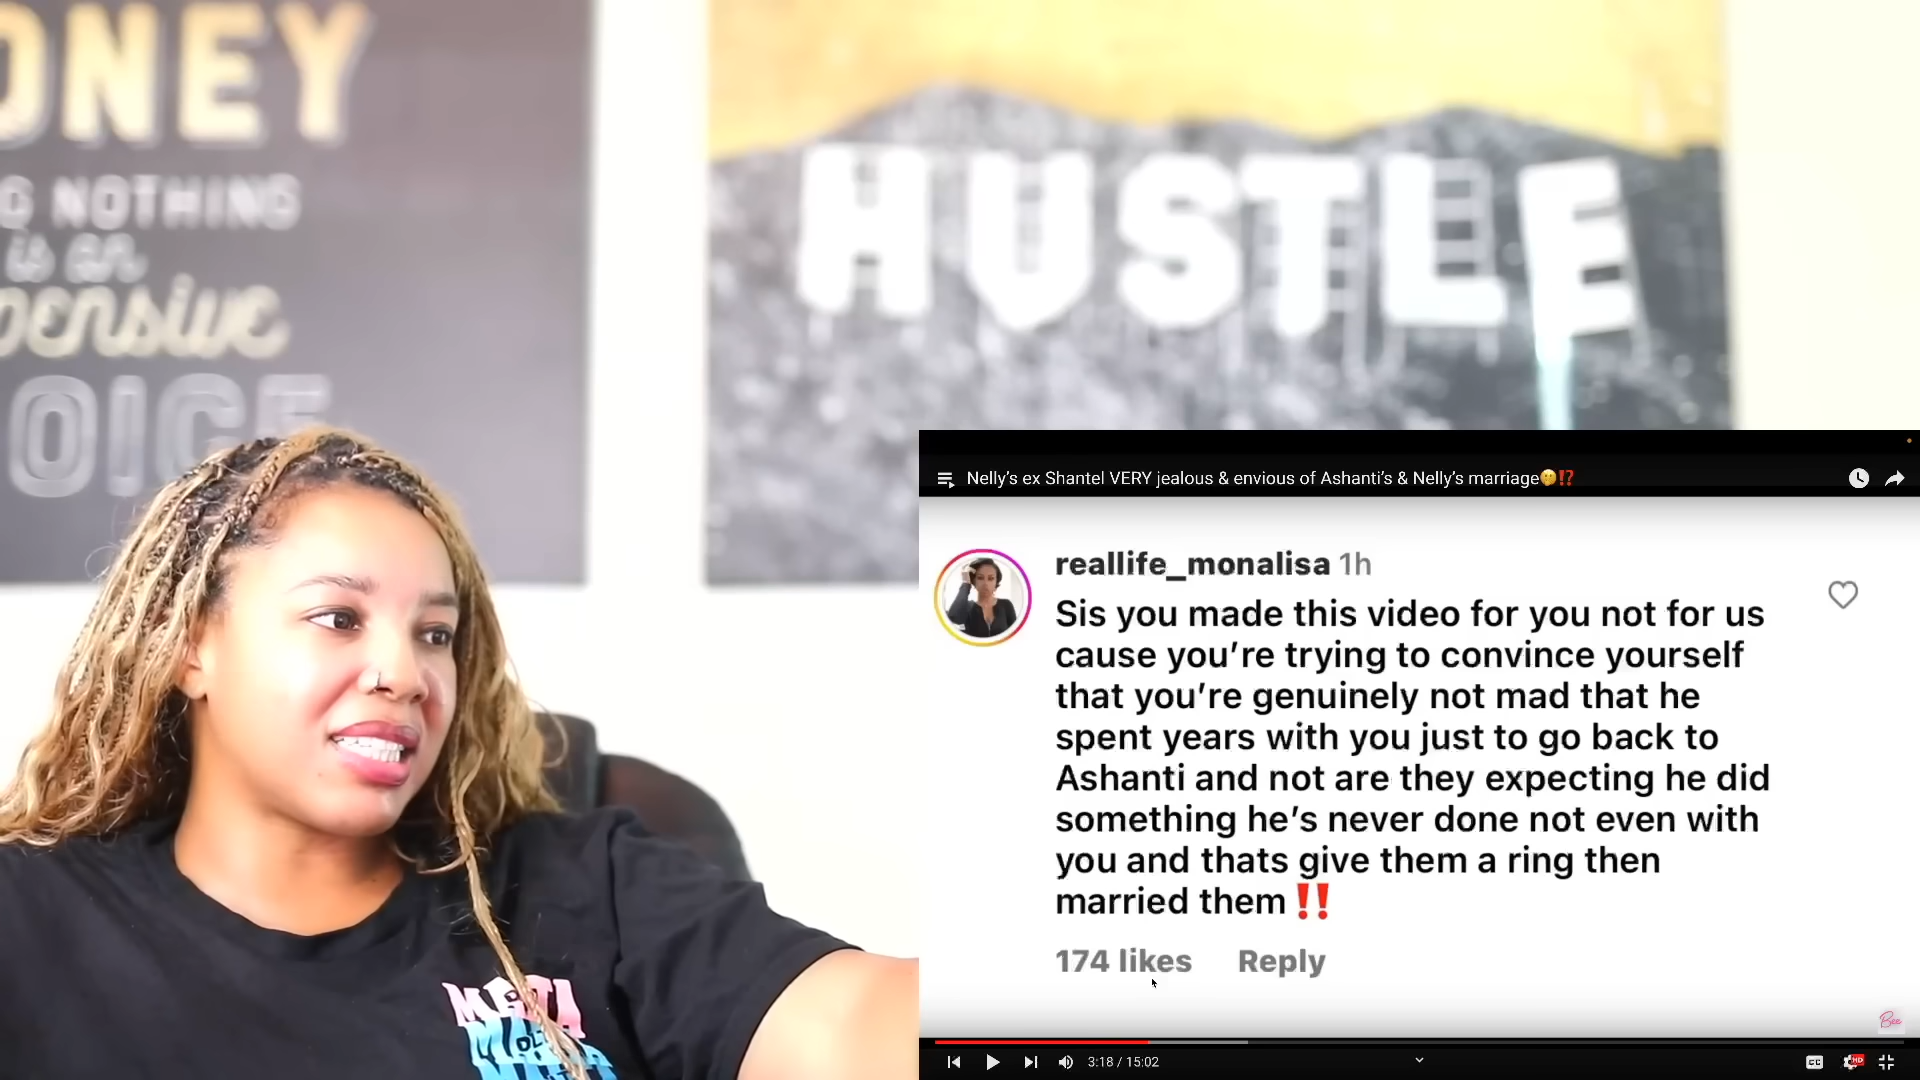 ONEY
G NOTHING
is an
pensive
OICE
HUSTLE
Nelly's ex Shantel VERY jealous & envious of Ashanti's & Nelly's marriage🤭⁉️
reallife_monalisa 1h
Sis you made this video for you not for us
cause you're trying to convince yourself
that you're genuinely not mad that he
spent years with you just to go back to
Ashanti and not are they expecting he did
something he's never done not even with
you and thats give them a ring then
married them‼️
174 likes Reply
Bee
3:18 / 15:02
CC
HD